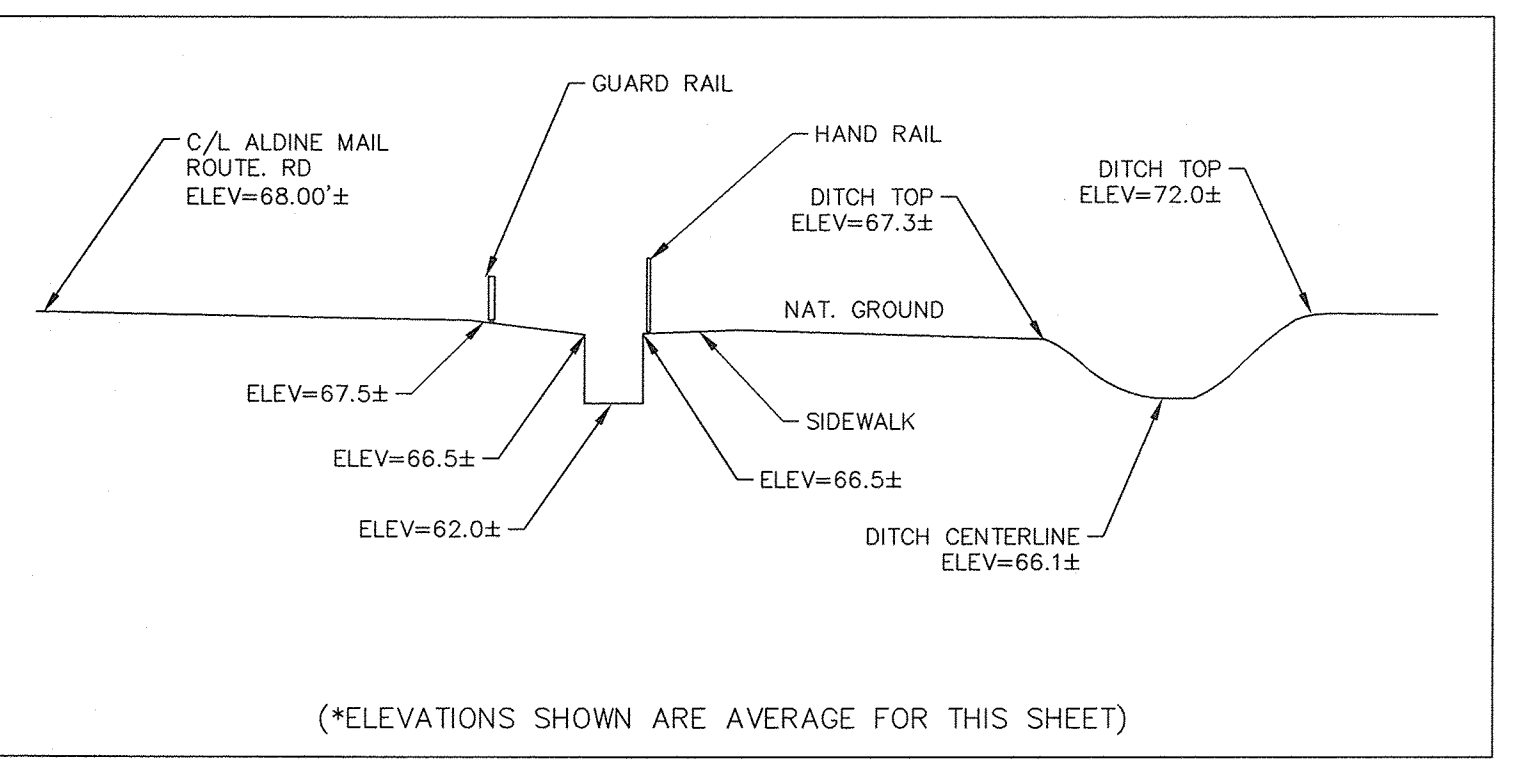 GUARD RAIL
C/L ALDINE MAIL
ROUTE. RD
ELEV=68.00'±
HAND RAIL
DITCH TOP
ELEV=67.3±
DITCH TOP
ELEV=72.0±
NAT. GROUND
ELEV=67.5±
SIDEWALK
ELEV=66.5±
ELEV=66.5±
ELEV=62.0±
DITCH CENTERLINE
ELEV=66.1±
(*ELEVATIONS SHOWN ARE AVERAGE FOR THIS SHEET)